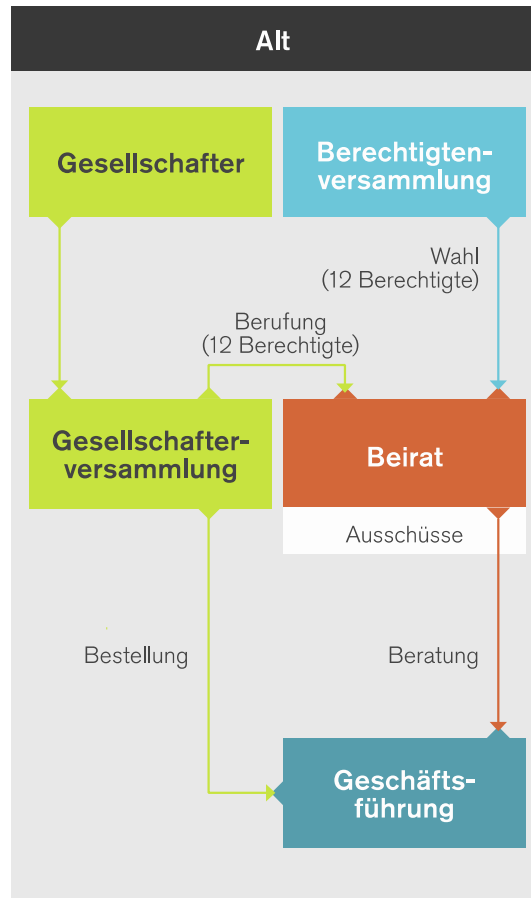 Alt
Gesellschafter
Berechtigten-
versammlung
Wahl
(12 Berechtigte)
Berufung
(12 Berechtigte)
Gesellschafter-
versammlung
Beirat
Ausschüsse
Bestellung
Beratung
Geschäfts-
führung